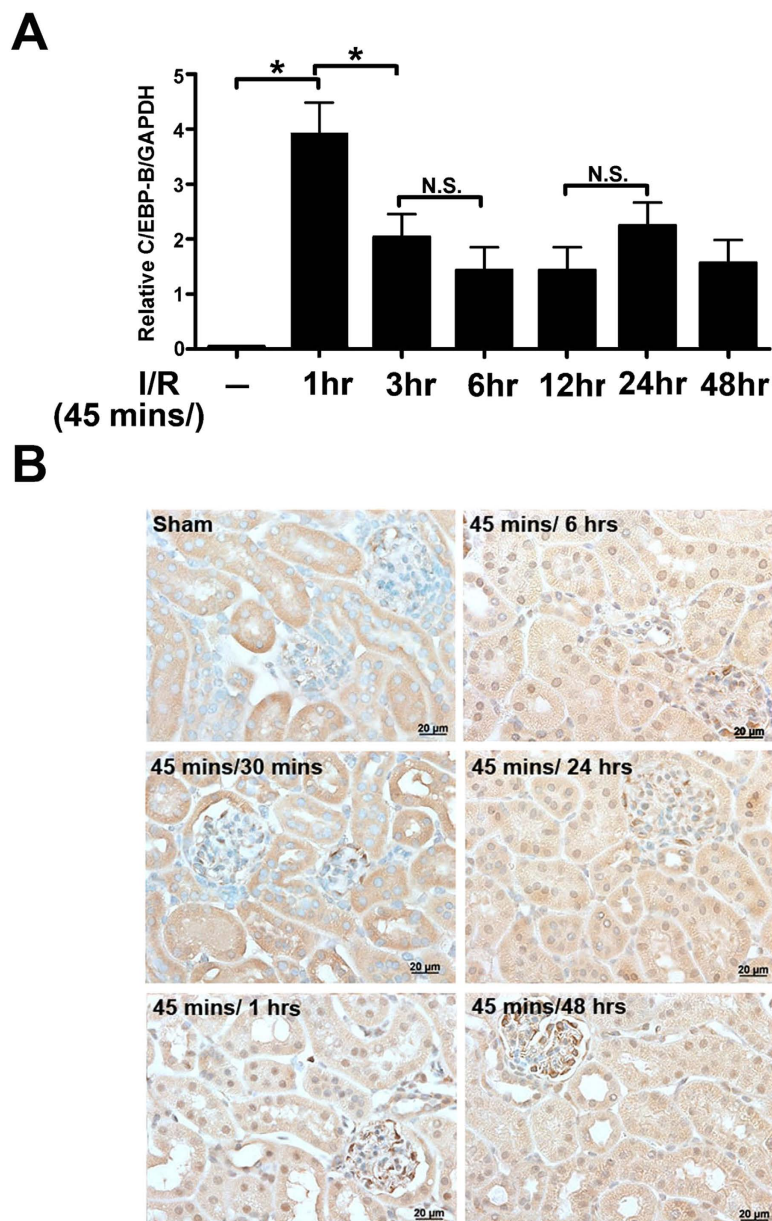 A
Relative C/EBP-B/GAPDH
5
4
3
2
1
0
*
*
N.S.
N.S.
I/R
(45 mins/)
– 1hr 3hr 6hr 12hr 24hr 48hr
B
Sham
20 µm
45 mins/ 6 hrs
20 µm
45 mins/30 mins
20 µm
45 mins/ 24 hrs
20 µm
45 mins/ 1 hrs
20 µm
45 mins/48 hrs
20 µm